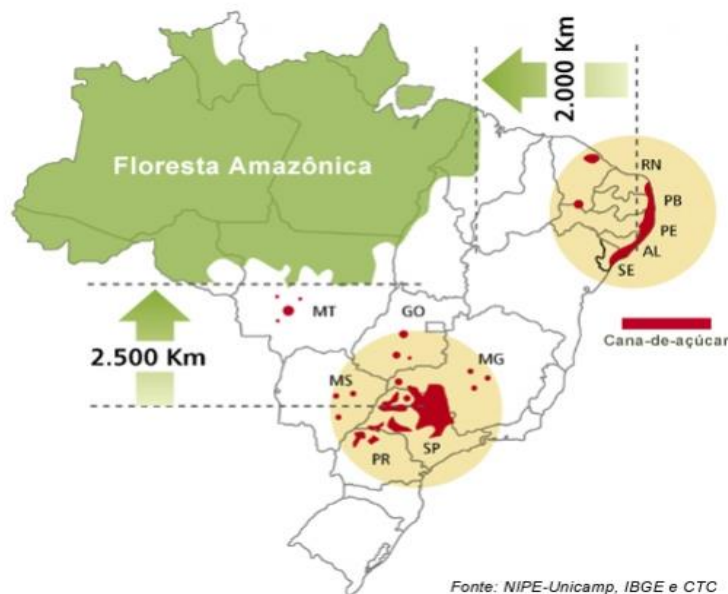 2.000 Km
Floresta Amazônica
RN
PB
PE
AL
SE
MT
GO
2.500 Km
Cana-de-açúcar
MG
MS
SP
PR
Fonte: NIPE-Unicamp, IBGE e CTC